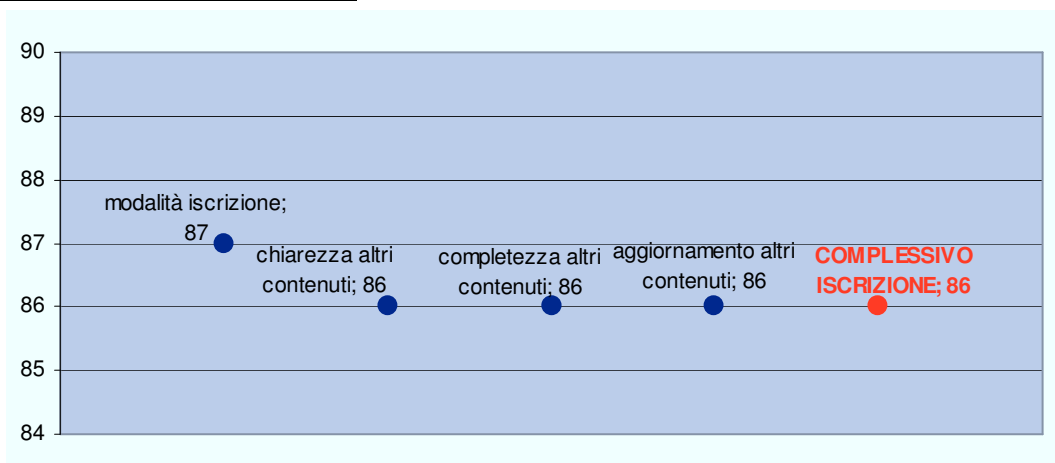 90
89
88
87
86
85
84
modalità iscrizione;
87
chiarezza altri
contenuti; 86
completezza altri
contenuti; 86
aggiornamento altri
contenuti; 86
COMPLESSIVO
ISCRIZIONE; 86